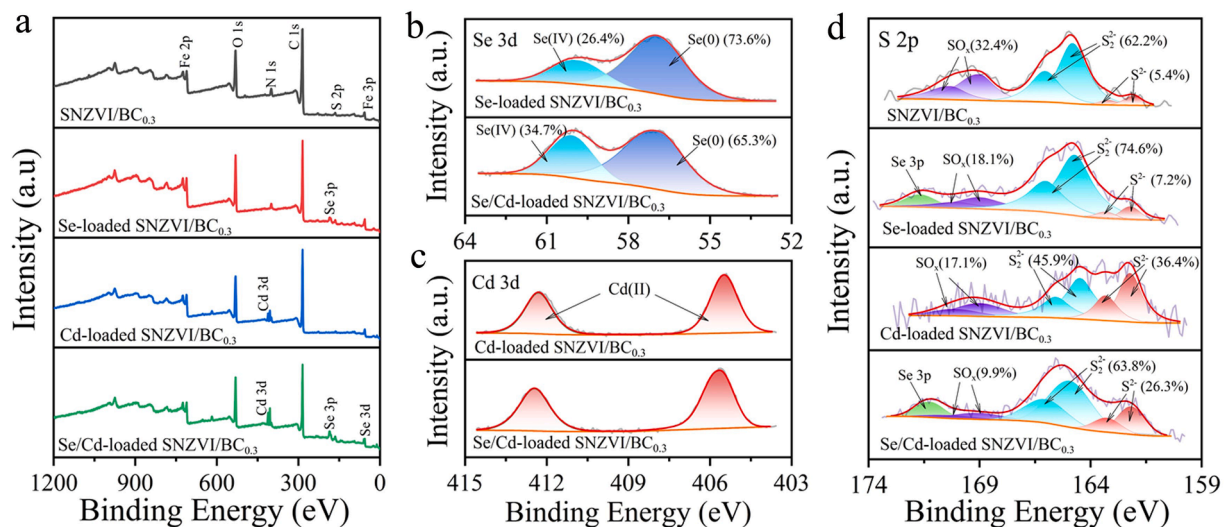 a
Intensity (a.u)
Fe 2p
O 1s
N 1s
C 1s
S 2p
Fe 3p
SNZVI/BC0.3
Se 3p
Se-loaded SNZVI/BC0.3
Cd 3d
Cd-loaded SNZVI/BC0.3
Cd 3d
Se 3p
Se 3d
Se/Cd-loaded SNZVI/BC0.3
1200 900 600 300 0
Binding Energy (eV)
b
Intensity (a.u.)
Se 3d
Se(IV) (26.4%)
Se(0) (73.6%)
Se-loaded SNZVI/BC0.3
Se(IV) (34.7%)
Se(0) (65.3%)
Se/Cd-loaded SNZVI/BC0.3
64 61 58 55 52
c
Intensity (a.u.)
Cd 3d
Cd(II)
Cd-loaded SNZVI/BC0.3
Se/Cd-loaded SNZVI/BC0.3
415 412 409 406 403
Binding Energy (eV)
d
Intensity (a.u.)
S 2p
SOx(32.4%)
S2 2- (62.2%)
S2-
(5.4%)
SNZVI/BC0.3
Se 3p
SOx(18.1%)
S2 2-
(74.6%)
S2-
(7.2%)
Se-loaded SNZVI/BC0.3
SOx(17.1%)
S2 2-(45.9%)
S2- (36.4%)
Cd-loaded SNZVI/BC0.3
Se 3p
SOx(9.9%)
S2 2-
(63.8%)
S2-
(26.3%)
Se/Cd-loaded SNZVI/BC0.3
174 169 164 159
Binding Energy (eV)